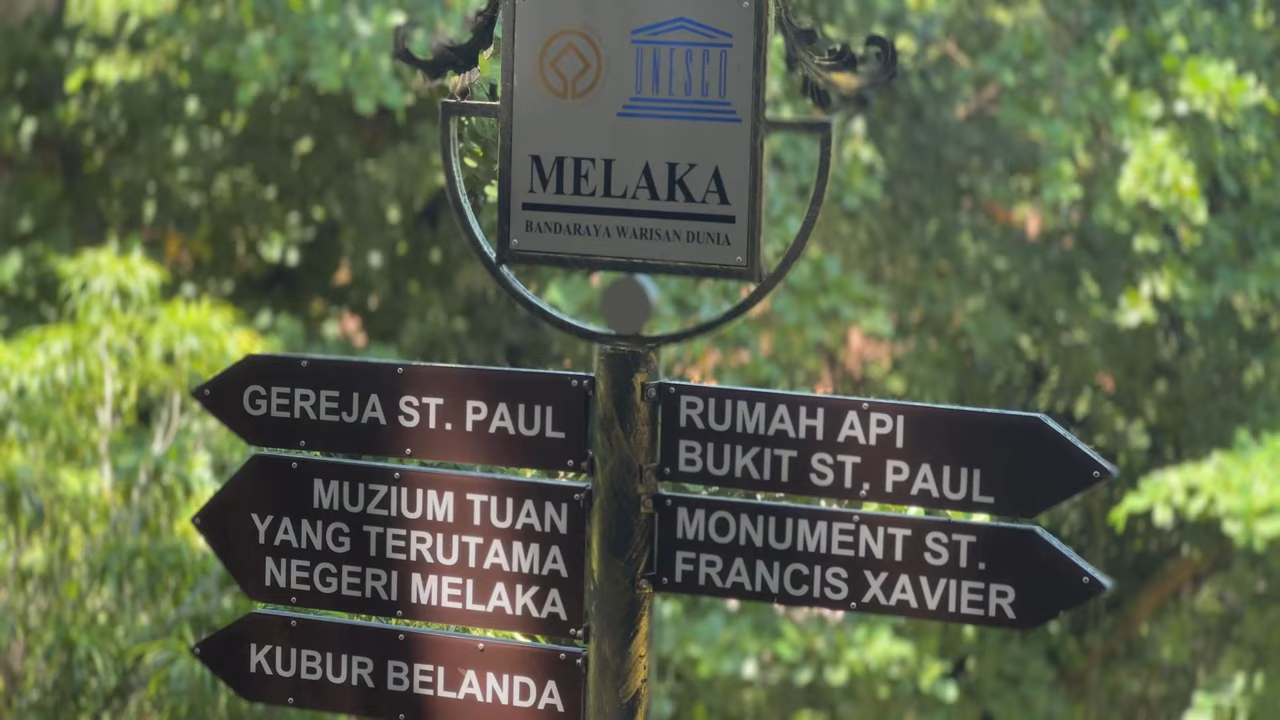 UNESCO
MELAKA
BANDARAYA WARISAN DUNIA
GEREJA ST. PAUL
MUZIUM TUAN
YANG TERUTAMA
NEGERI MELAKA
KUBUR BELANDA
RUMAH API
BUKIT ST. PAUL
MONUMENT ST.
FRANCIS XAVIER